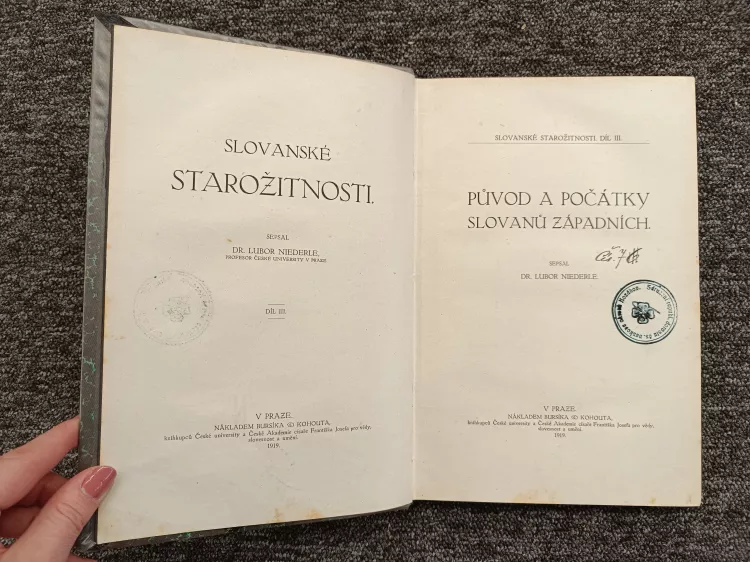 SLOVANSKÉ
STAROŽITNOSTI.
SEPSAL
DR. LUBOR NIEDERLE,
PROFESOR ČESKÉ UNIVERSITY V PRAZE
DÍL III.
V PRAZE.
NÁKLADEM BURSÍKA & KOHOUTA,
knihkupců České university a České Akademie císaře Františka Josefa pro vědy,
slovesnost a umění.
1919.
SLOVANSKÉ STAROŽITNOSTI. DÍL III.
PŮVOD A POČÁTKY
SLOVANŮ ZÁPADNÍCH.
SEPSAL
DR. LUBOR NIEDERLE.
V PRAZE.
NÁKLADEM BURSÍKA & KOHOUTA,
knihkupců České university a České Akademie císaře Františka Josefa pro vědy,
slovesnost a umění.
1919.